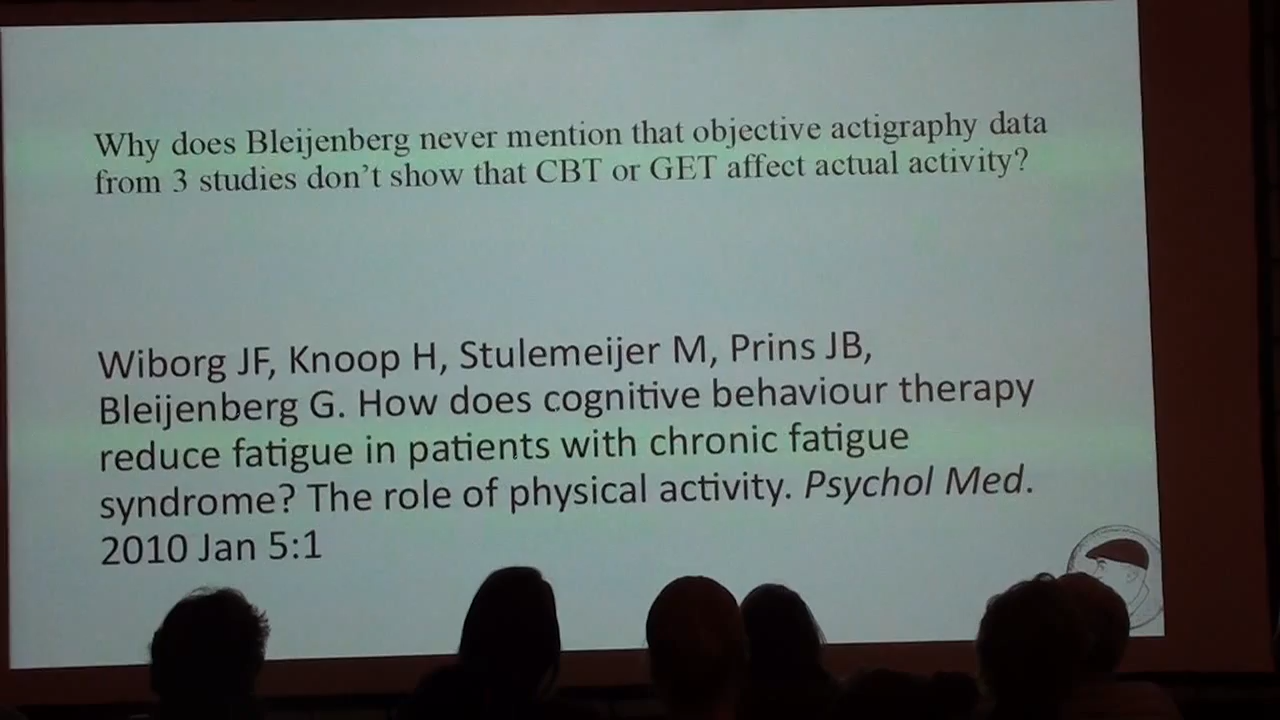 Why does Bleijenberg never mention that objective actigraphy data
from 3 studies don’t show that CBT or GET affect actual activity?
Wiborg JF, Knoop H, Stulemeijer M, Prins JB,
Bleijenberg G. How does cognitive behaviour therapy
reduce fatigue in patients with chronic fatigue
syndrome? The role of physical activity. Psychol Med.
2010 Jan 5:1